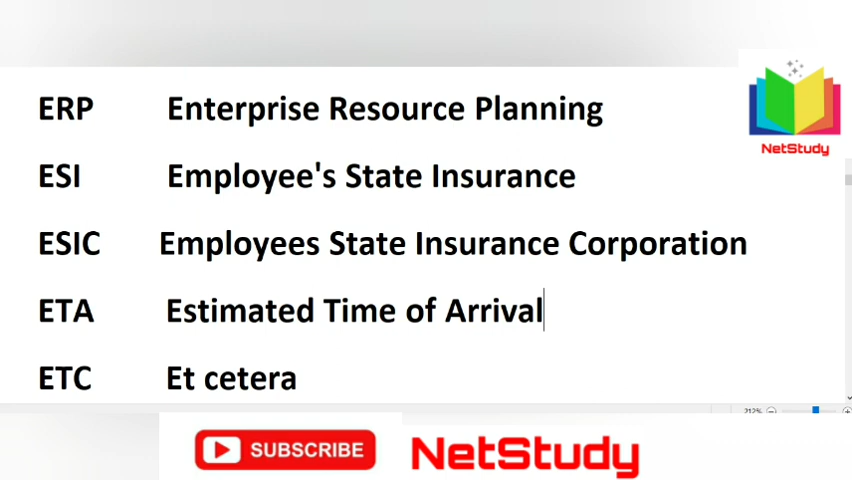 NetStudy
ERP Enterprise Resource Planning
ESI Employee's State Insurance
ESIC Employees State Insurance Corporation
ETA Estimated Time of Arrival
ETC Et cetera
212%
SUBSCRIBE NetStudy